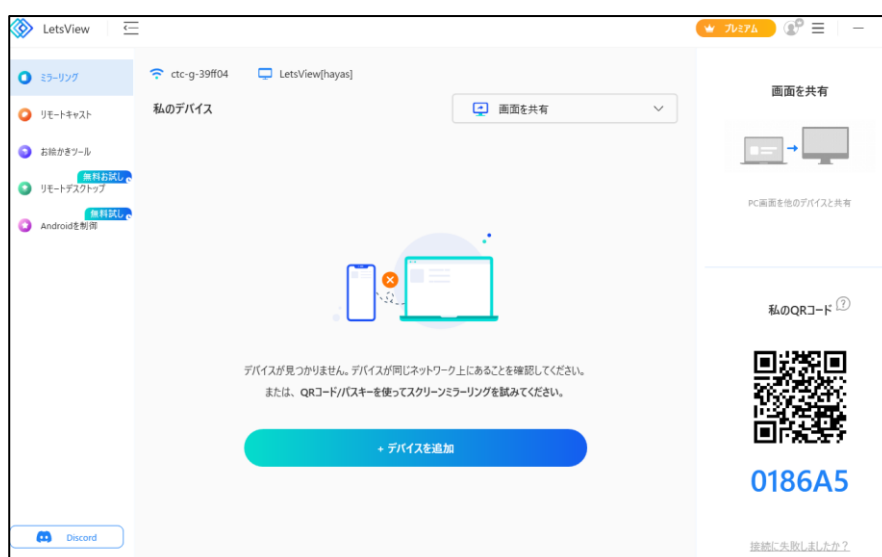 LetsView
プレミアム
ミラーリング
リモートキャスト
お絵かきツール
無料お試し
リモートデスクトップ
無料試し
Androidを制御
Discord
ctc-g-39ff04
LetsView[hayas]
私のデバイス
画面を共有
デバイスが見つかりません。デバイスが同じネットワーク上にあることを確認してください。
または、QRコード/パスキーを使ってスクリーンミラーリングを試みてください。
+ デバイスを追加
画面を共有
PC画面を他のデバイスと共有
私のQRコード ?
0186A5
接続に失敗しましたか?